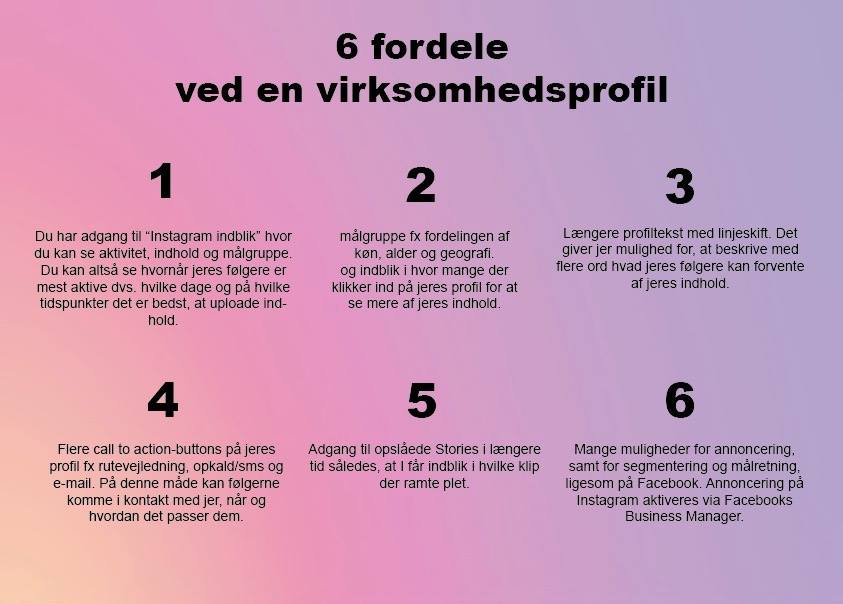 6 fordele
ved en virksomhedsprofil
1
Du har adgang til “Instagram indblik” hvor
du kan se aktivitet, indhold og målgruppe.
Du kan altså se hvornår jeres følgere er
mest aktive dvs. hvilke dage og på hvilke
tidspunkter det er bedst, at uploade ind-
hold.
2
målgruppe fx fordelingen af
køn, alder og geografi.
og indblik i hvor mange der
klikker ind på jeres profil for at
se mere af jeres indhold.
3
Længere profiltekst med linjeskift. Det
giver jer mulighed for, at beskrive med
flere ord hvad jeres følgere kan forvente
af jeres indhold.
4
Flere call to action-buttons på jeres
profil fx rutevejledning, opkald/sms og
e-mail. På denne måde kan følgerne
komme i kontakt med jer, når og
hvordan det passer dem.
5
Adgang til opslåede Stories i længere
tid således, at I får indblik i hvilke klip
der ramte plet.
6
Mange muligheder for annoncering,
samt for segmentering og målretning,
ligesom på Facebook. Annoncering på
Instagram aktiveres via Facebooks
Business Manager.